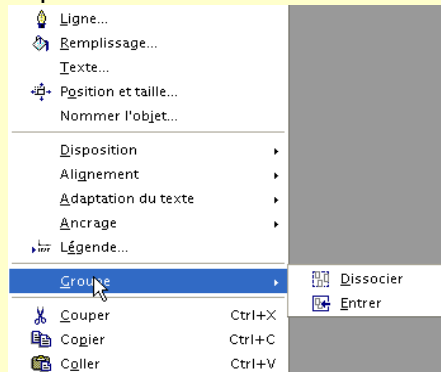 Ligne...
Remplissage...
Texte...
Position et taille...
Nommer l'objet...
Disposition
Alignement
Adaptation du texte
Ancrage
Légende...
Groupe
Dissocier
Entrer
Couper Ctrl+X
Copier Ctrl+C
Coller Ctrl+V